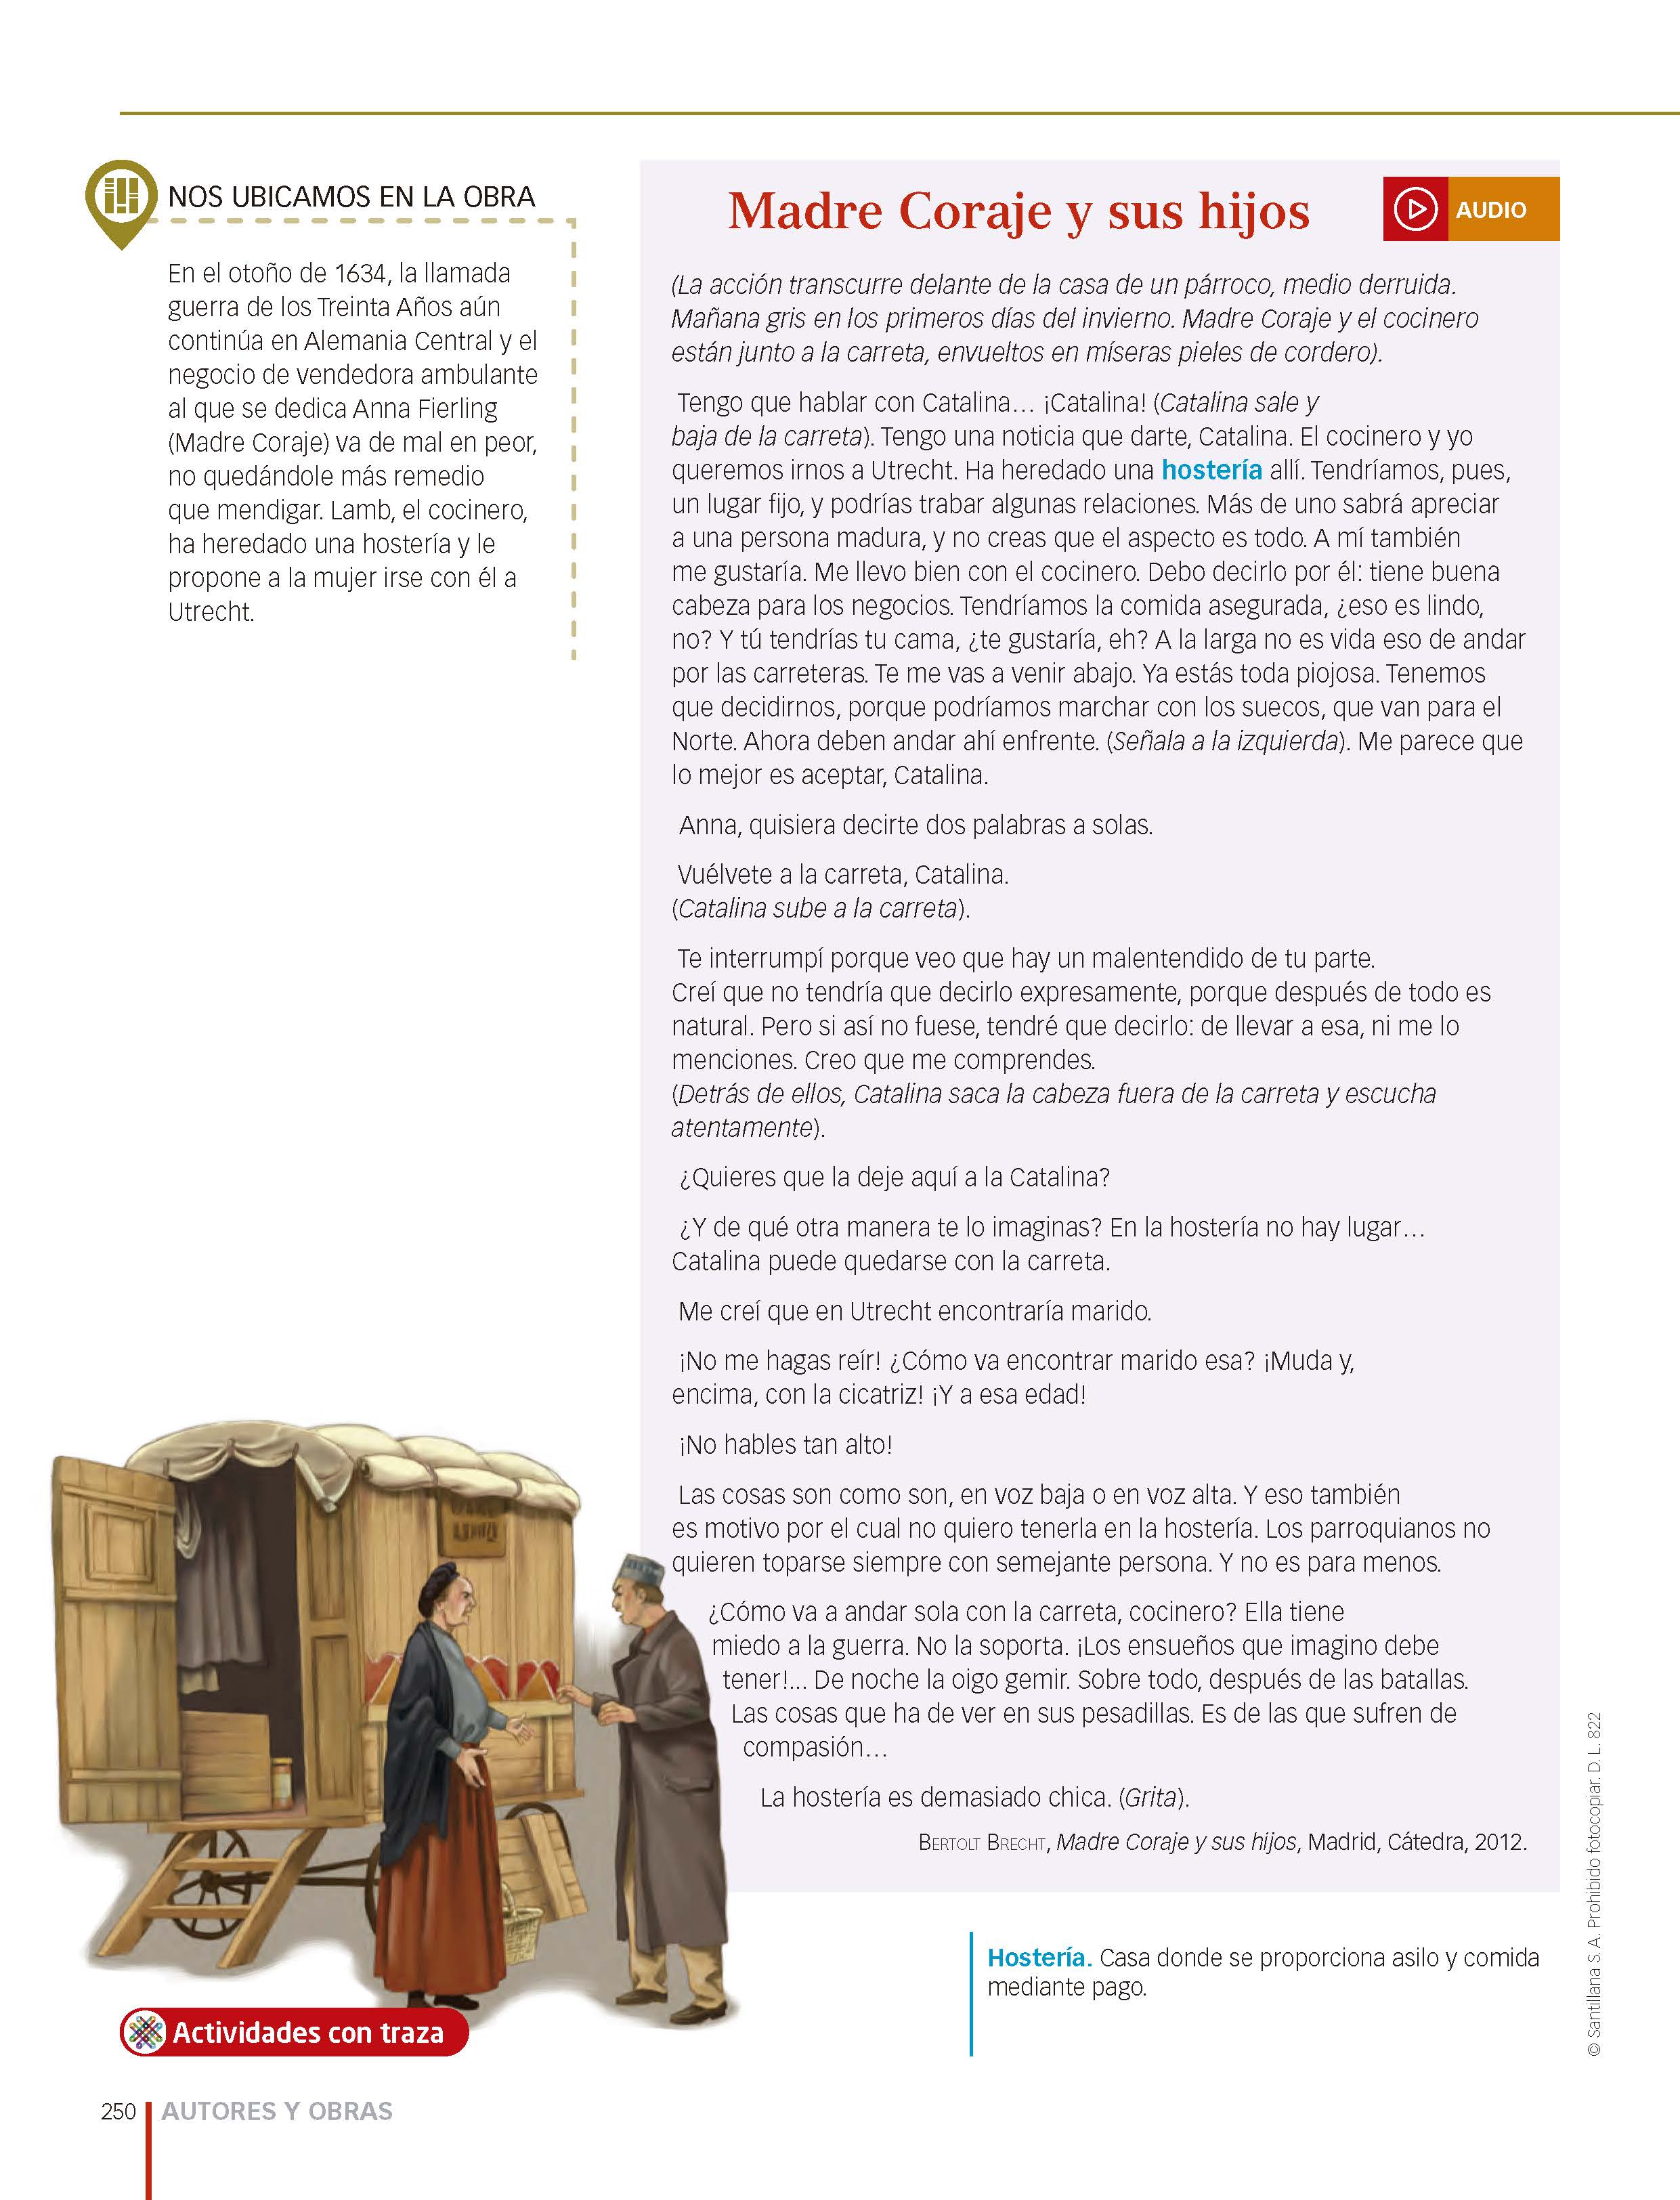 NOS UBICAMOS EN LA OBRA
En el otoño de 1634, la llamada
guerra de los Treinta Años aún
continúa en Alemania Central y el
negocio de vendedora ambulante
al que se dedica Anna Fierling
(Madre Coraje) va de mal en peor,
no quedándole más remedio
que mendigar. Lamb, el cocinero,
ha heredado una hostería y le
propone a la mujer irse con él a
Utrecht.
Madre Coraje y sus hijos
AUDIO
(La acción transcurre delante de la casa de un párroco, medio derruida.
Mañana gris en los primeros días del invierno. Madre Coraje y el cocinero
están junto a la carreta, envueltos en míseras pieles de cordero).
Tengo que hablar con Catalina… ¡Catalina! (Catalina sale y
baja de la carreta). Tengo una noticia que darte, Catalina. El cocinero y yo
queremos irnos a Utrecht. Ha heredado una hostería allí. Tendríamos, pues,
un lugar fijo, y podrías trabar algunas relaciones. Más de uno sabrá apreciar
a una persona madura, y no creas que el aspecto es todo. A mí también
me gustaría. Me llevo bien con el cocinero. Debo decirlo por él: tiene buena
cabeza para los negocios. Tendríamos la comida asegurada, ¿eso es lindo,
no? Y tú tendrías tu cama, ¿te gustaría, eh? A la larga no es vida eso de andar
por las carreteras. Te me vas a venir abajo. Ya estás toda piojosa. Tenemos
que decidirnos, porque podríamos marchar con los suecos, que van para el
Norte. Ahora deben andar ahí enfrente. (Señala a la izquierda). Me parece que
lo mejor es aceptar, Catalina.
Anna, quisiera decirte dos palabras a solas.
Vuélvete a la carreta, Catalina.
(Catalina sube a la carreta).
Te interrumpí porque veo que hay un malentendido de tu parte.
Creí que no tendría que decirlo expresamente, porque después de todo es
natural. Pero si así no fuese, tendré que decirlo: de llevar a esa, ni me lo
menciones. Creo que me comprendes.
(Detrás de ellos, Catalina saca la cabeza fuera de la carreta y escucha
atentamente).
¿Quieres que la deje aquí a la Catalina?
¿Y de qué otra manera te lo imaginas? En la hostería no hay lugar…
Catalina puede quedarse con la carreta.
Me creí que en Utrecht encontraría marido.
¡No me hagas reír! ¿Cómo va encontrar marido esa? ¡Muda y,
encima, con la cicatriz! ¡Y a esa edad!
¡No hables tan alto!
Las cosas son como son, en voz baja o en voz alta. Y eso también
es motivo por el cual no quiero tenerla en la hostería. Los parroquianos no
quieren toparse siempre con semejante persona. Y no es para menos.
¿Cómo va a andar sola con la carreta, cocinero? Ella tiene
miedo a la guerra. No la soporta. ¡Los ensueños que imagino debe
tener!... De noche la oigo gemir. Sobre todo, después de las batallas.
Las cosas que ha de ver en sus pesadillas. Es de las que sufren de
compasión…
La hostería es demasiado chica. (Grita).
BERTOLT BRECHT, Madre Coraje y sus hijos, Madrid, Cátedra, 2012.
Hostería. Casa donde se proporciona asilo y comida
mediante pago.
© Santillana S. A. Prohibido fotocopiar. D. L. 822
Actividades con traza
250 AUTORES Y OBRAS